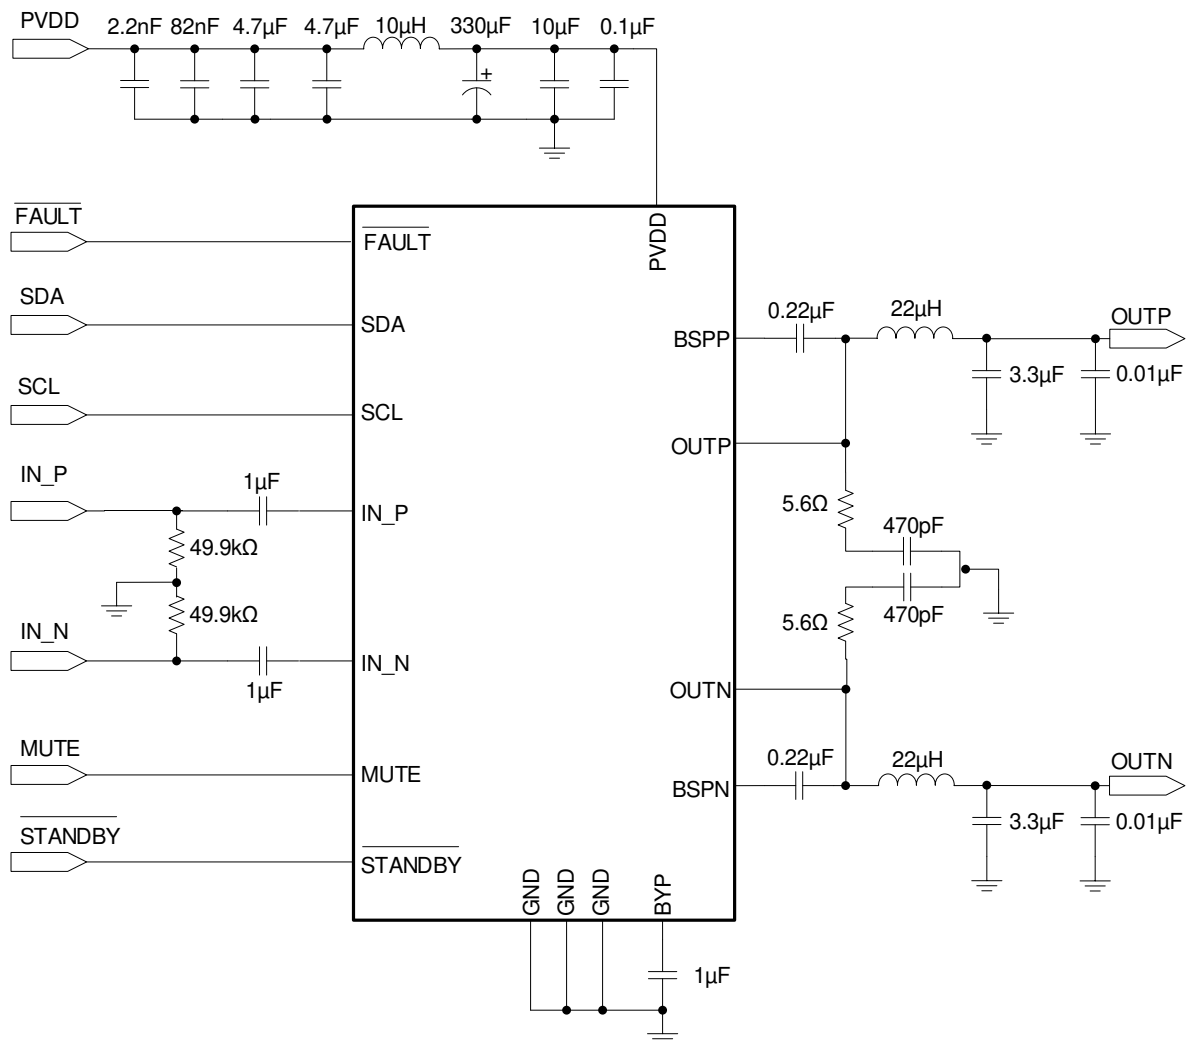 PVDD
2.2nF 82nF 4.7µF 4.7µF 10µH 330µF 10µF 0.1µF
+
FAULT
FAULT
PVDD
SDA
SDA
SCL
SCL
IN_P
1µF
IN_P
49.9kΩ
49.9kΩ
IN_N
1µF
IN_N
MUTE
MUTE
STANDBY
STANDBY
BSPP
0.22µF
22µH
OUTP
3.3µF
0.01µF
OUTP
5.6Ω
470pF
470pF
5.6Ω
OUTN
BSPN
0.22µF
22µH
OUTN
3.3µF
0.01µF
GND
GND
GND
BYP
1µF